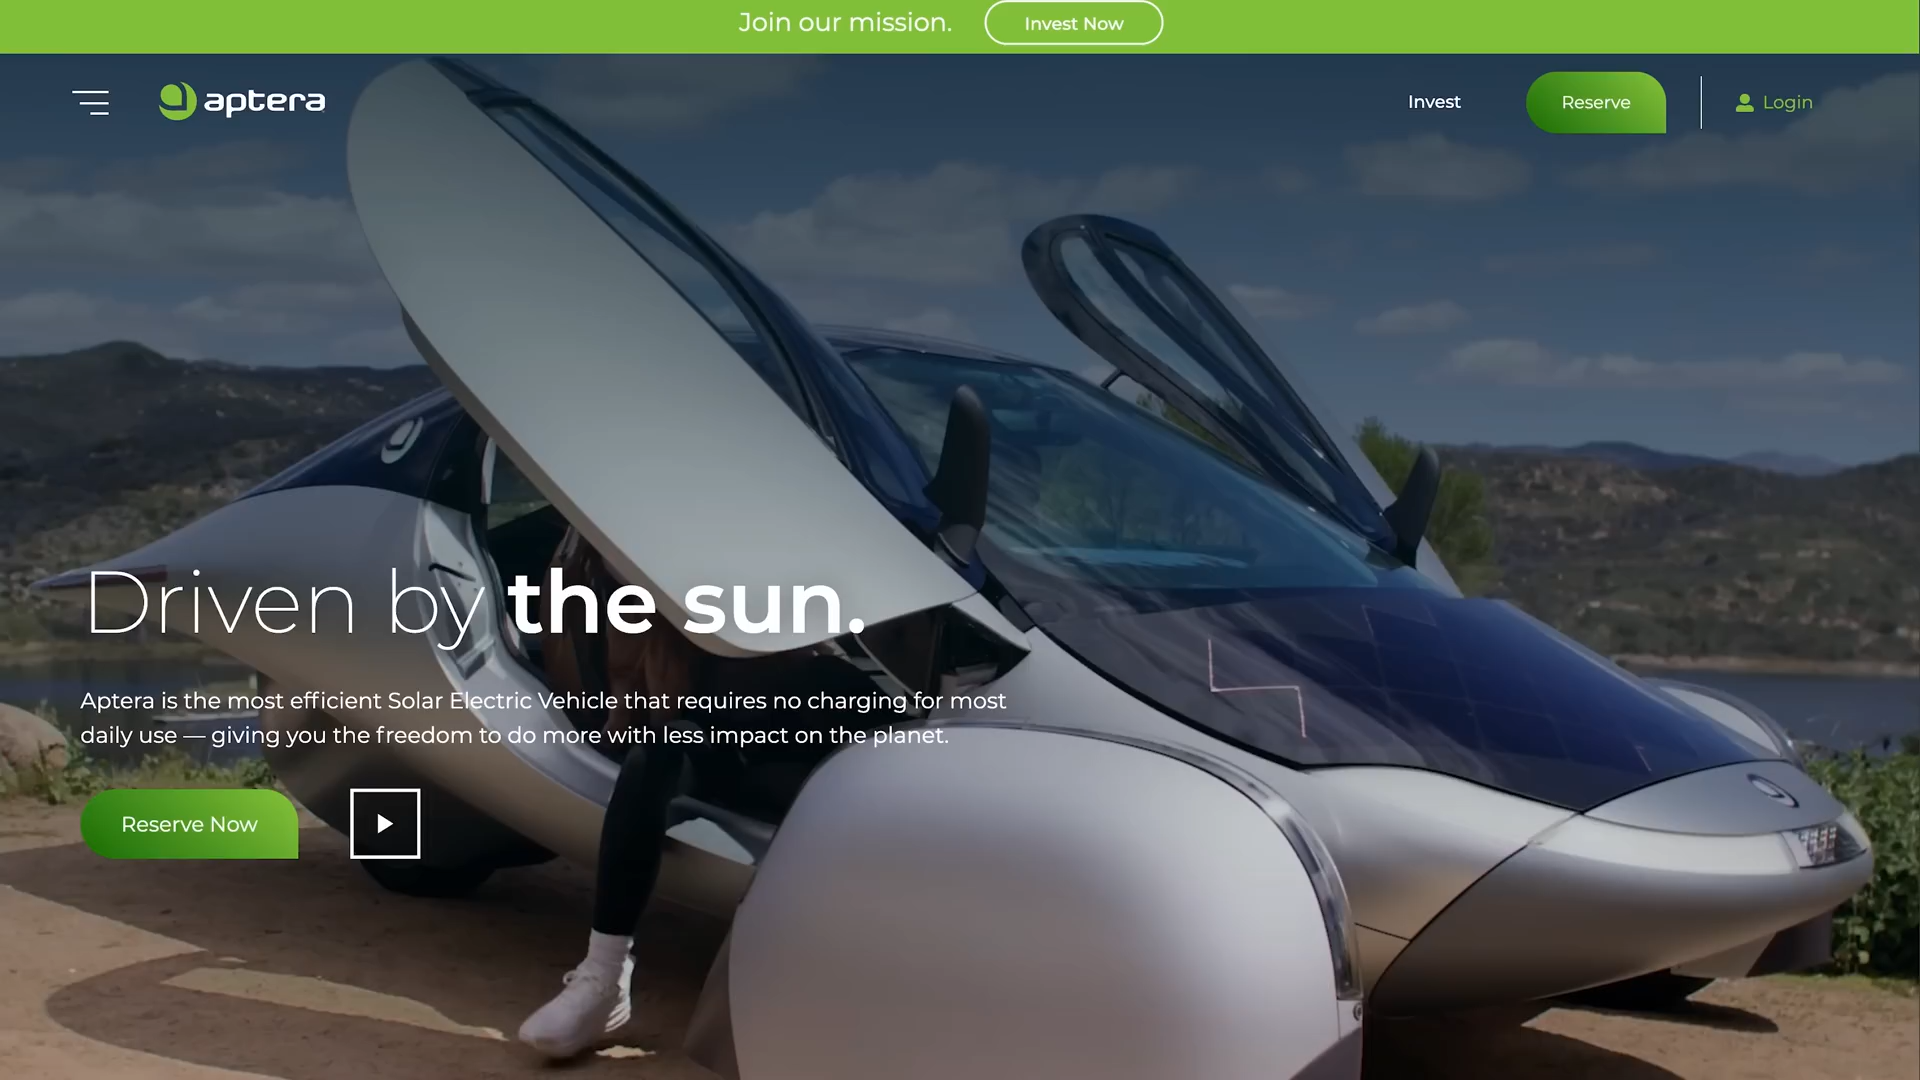 Join our mission.
Invest Now
aptera
Invest
Reserve
Login
Driven by the sun.
Aptera is the most efficient Solar Electric Vehicle that requires no charging for most
daily use — giving you the freedom to do more with less impact on the planet.
Reserve Now